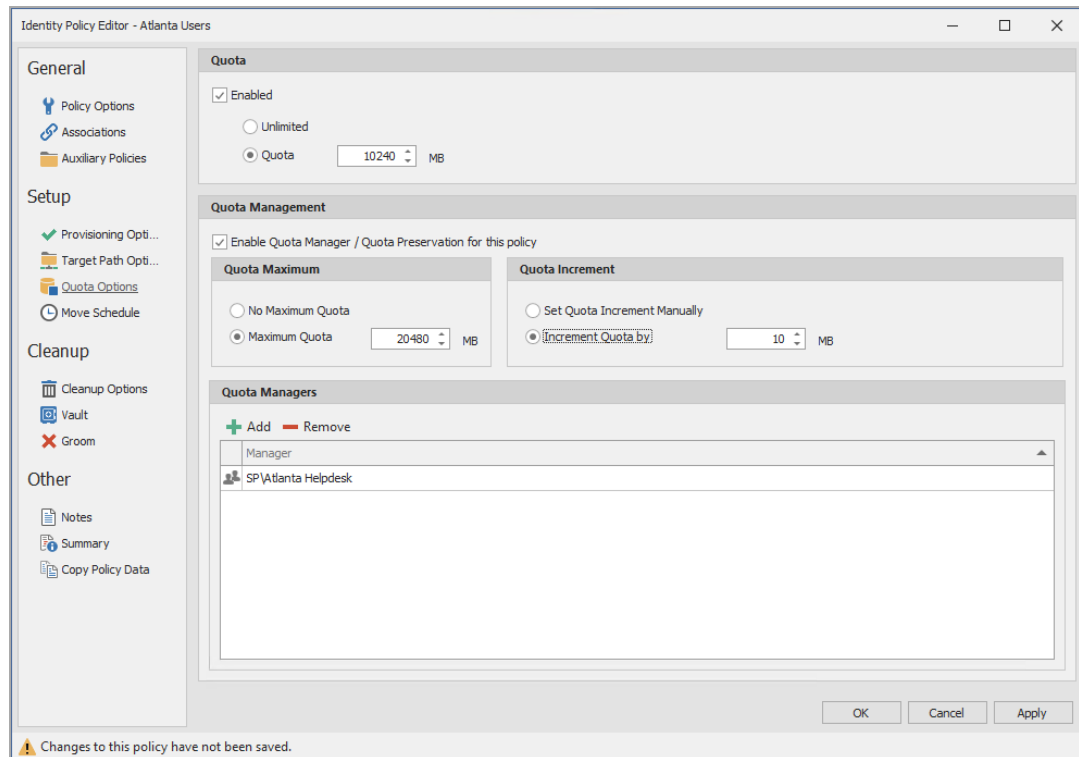 Identity Policy Editor - Atlanta Users
General
Policy Options
Associations
Auxiliary Policies
Setup
Provisioning Opti...
Target Path Opti...
Quota Options
Move Schedule
Cleanup
Cleanup Options
Vault
Groom
Other
Notes
Summary
Copy Policy Data
Quota
Enabled
Unlimited
Quota 10240 MB
Quota Management
Enable Quota Manager / Quota Preservation for this policy
Quota Maximum
No Maximum Quota
Maximum Quota 20480 MB
Quota Increment
Set Quota Increment Manually
Increment Quota by 10 MB
Quota Managers
Add Remove
Manager
SP\Atlanta Helpdesk
OK Cancel Apply
Changes to this policy have not been saved.